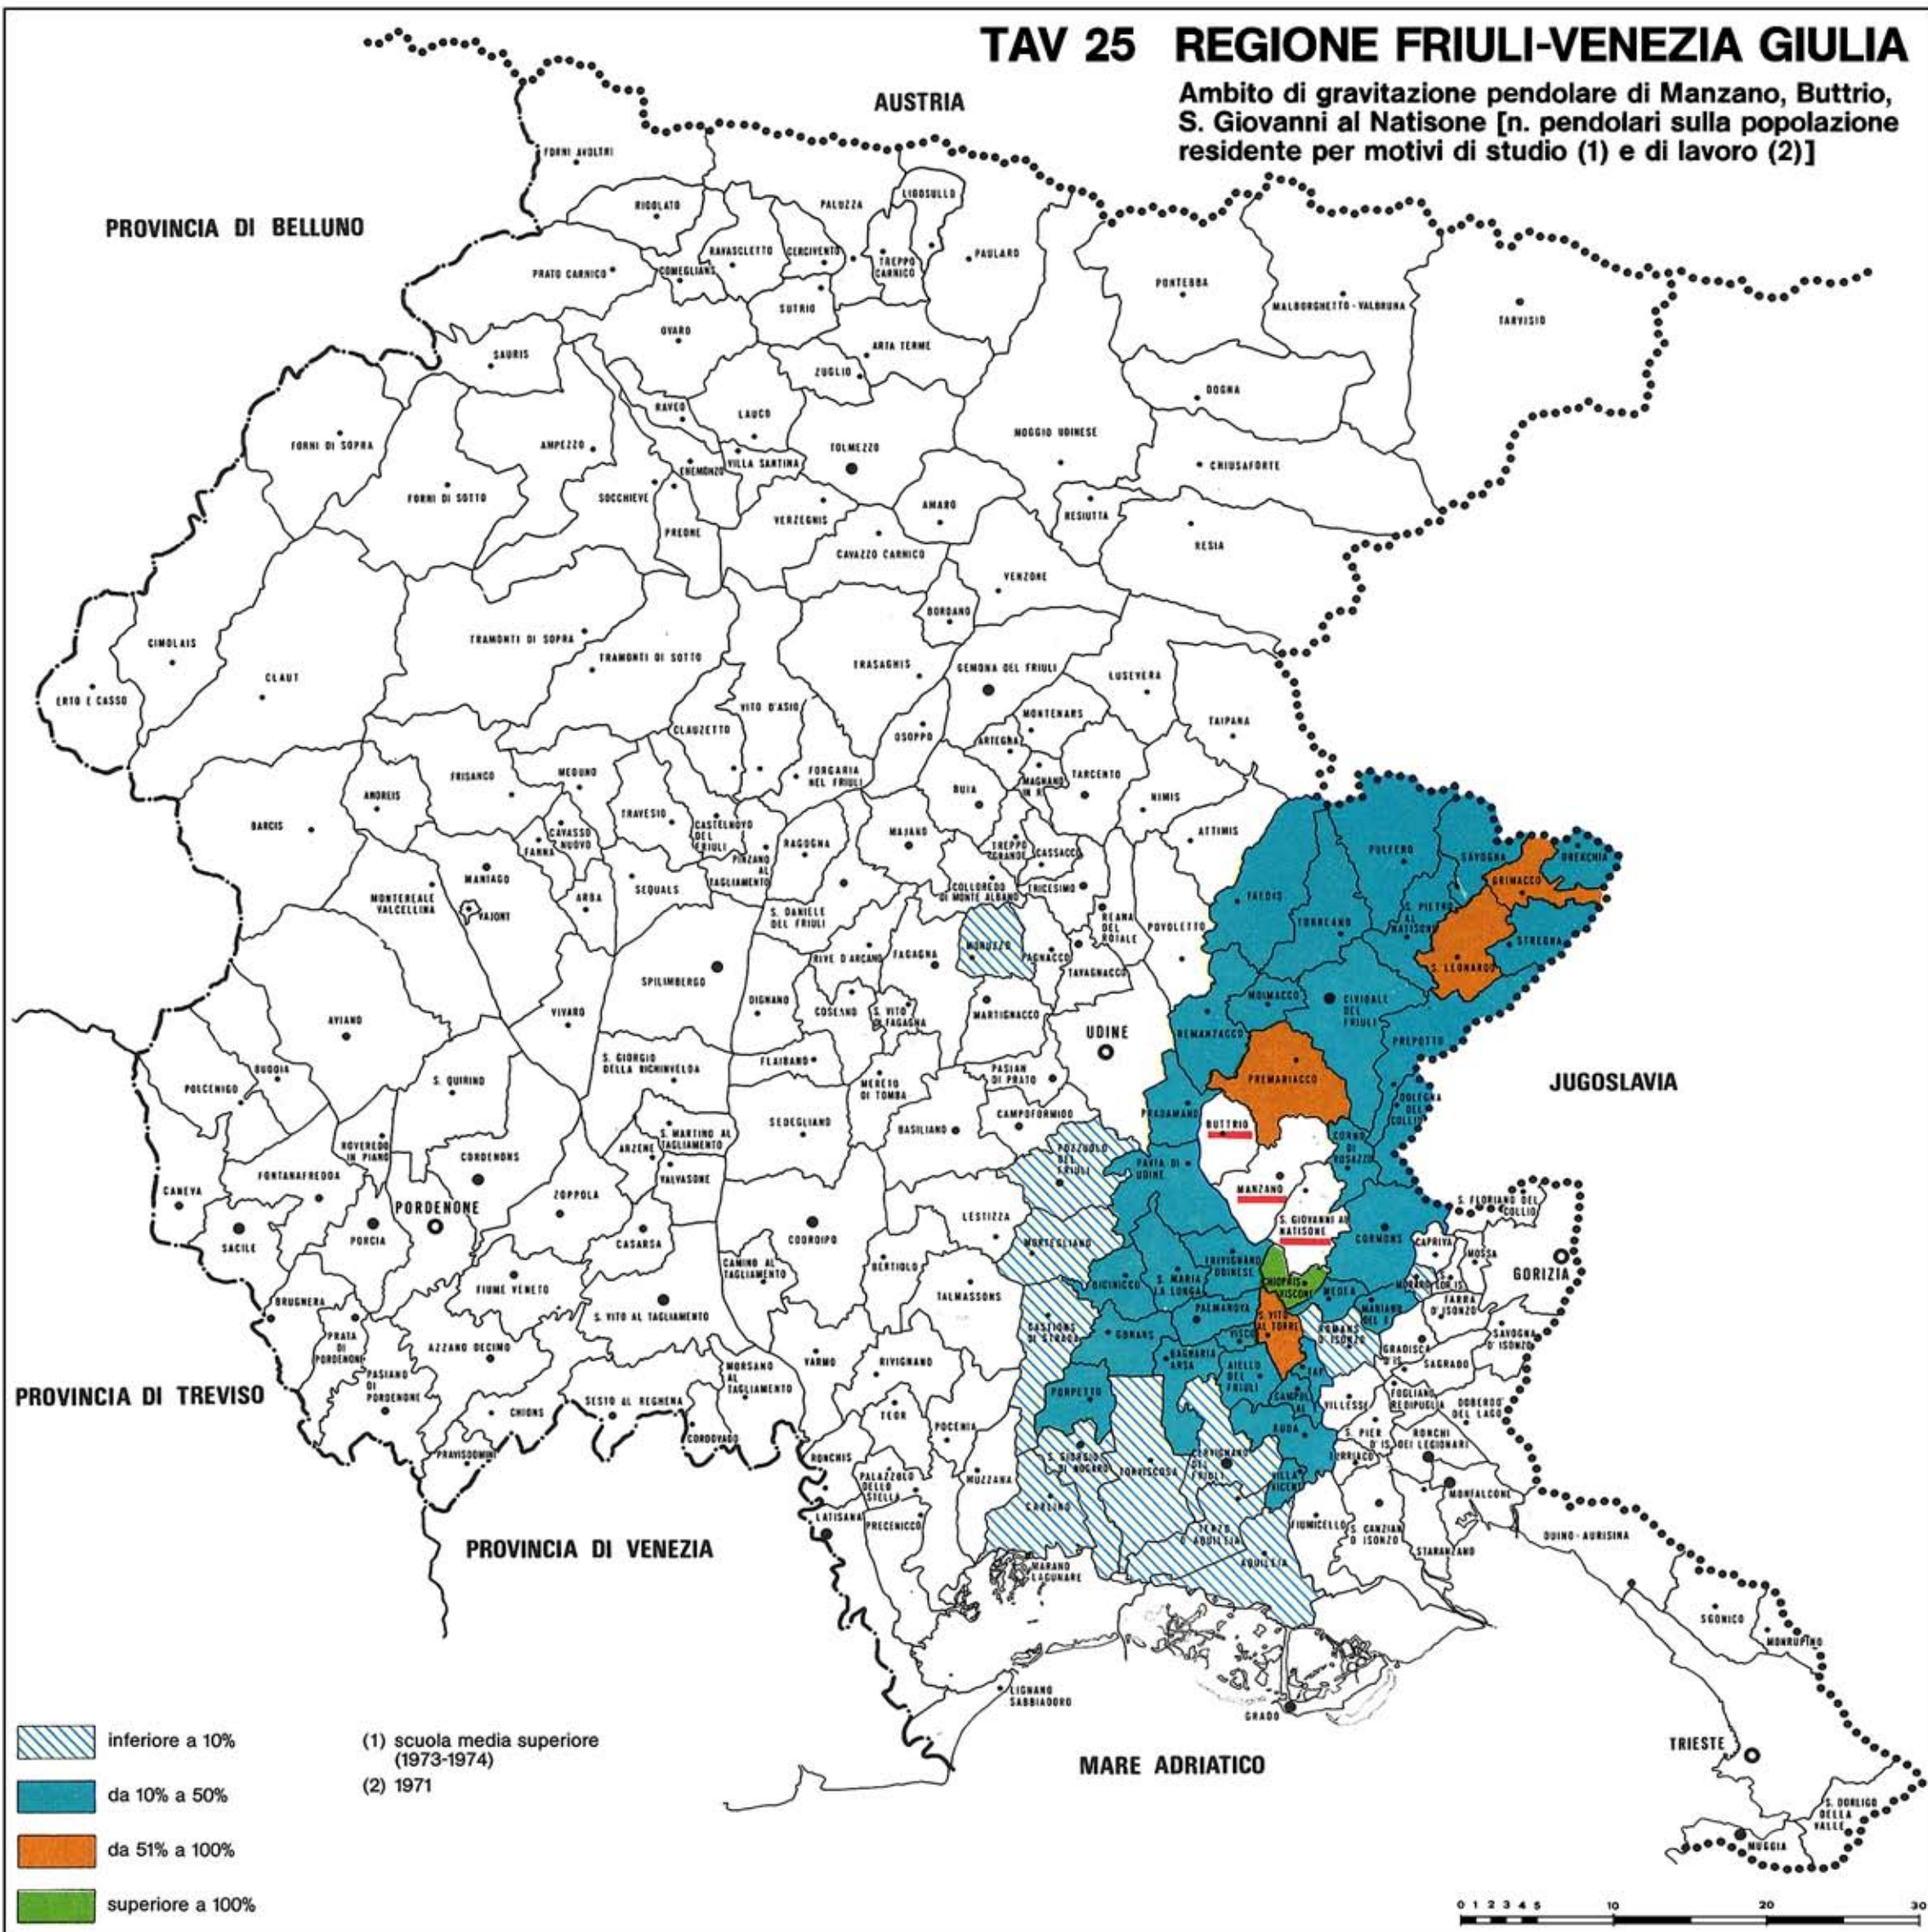 TAV 25 REGIONE FRIULI-VENEZIA GIULIA
Ambito di gravitazione pendolare di Manzano, Buttrio,
S. Giovanni al Natisone [n. pendolari sulla popolazione
residente per motivi di studio (1) e di lavoro (2)]
AUSTRIA
PROVINCIA DI BELLUNO
FORNI AVOLTRI
RIGOLATO
PALUZZA
LIGOSULLO
PRATO CARNICO
COMEGLIANS
RAVASCLETTO
CERCIVENTO
TREPPO
CARNICO
PAULARO
PONTEBBA
MALBORGHETTO - VALBRUNA
TARVISIO
SAURIS
OVARO
SUTRIO
ARTA TERME
ZUGLIO
DOGNA
FORNI DI SOPRA
AMPEZZO
RAVEO
LAUCO
TOLMEZZO
MOGGIO UDINESE
CHIUSAFORTE
FORNI DI SOTTO
SOCCHIEVE
ENEMONZO
VILLA SANTINA
PREONE
VERZEGNIS
AMARO
CAVAZZO CARNICO
RESIUTTA
RESIA
VENZONE
BORDANO
CIMOLAIS
CLAUT
ERTO E CASSO
TRAMONTI DI SOPRA
TRAMONTI DI SOTTO
TRASAGHIS
GEMONA DEL FRIULI
LUSEVERA
VITO D'ASIO
CLAUZETTO
OSOPPO
MONTENARS
ARTEGNA
TAIPANA
BARCIS
ANDREIS
FRISANCO
MEDUNO
FORGARIA
NEL FRIULI
BUIA
MAGNANO
IN R
TARCENTO
NIMIS
ATTIMIS
TRAVESIO
CAVASSO
NUOVO
FANNA
CASTELNOVO
DEL
FRIULI
PINZANO
AL
TAGLIAMENTO
RAGOGNA
MAJANO
TREPPO
GRANDE
CASSACCO
MONTEREALE
VALCELLINA
MANIAGO
VAJONT
ARBA
SEQUALS
S. DANIELE
DEL FRIULI
COLLOREDO
DI MONTE ALBANO
TRICESIMO
REANA
DEL
ROIALE
POVOLETTO
FAEDIS
TORREANO
PULFERO
SAVOGNA
DRENCHIA
GRIMACCO
S. PIETRO
AL
NATISONE
STREGNA
S. LEONARDO
AVIANO
VIVARO
SPILIMBERGO
DIGNANO
RIVE D'ARCANO
FAGAGNA
MORUZZO
PAGNACCO
TAVAGNACCO
COSEANO
S. VITO
DI FAGAGNA
MARTIGNACCO
UDINE
REMANZACCO
MOIMACCO
CIVIDALE
DEL
FRIULI
PREPOTTO
JUGOSLAVIA
POLCENIGO
BUDOIA
S. QUIRINO
S. GIORGIO
DELLA RICHINVELDA
FLAIBANO
MERETO
DI TOMBA
PASIAN
DI PRATO
CAMPOFORMIDO
PRADAMANO
PREMARIACCO
BUTTRIO
DOLEGNA
DEL
COLLIO
CORNO
DI
ROSAZZO
ROVEREDO
IN PIANO
CORDENONS
ARZENE
S. MARTINO AL
TAGLIAMENTO
VALVASONE
SEDEGLIANO
BASILIANO
POZZUOLO
DEL
FRIULI
PAVIA DI
UDINE
MANZANO
S. GIOVANNI AL
NATISONE
CORMONS
CAPRIVA
S. FLORIANO DEL
COLLIO
MOSSA
GORIZIA
CANEVA
FONTANAFREDDA
SACILE
PORCIA
PORDENONE
ZOPPOLA
CASARSA
CODROIPO
CAMINO AL
TAGLIAMENTO
BERTIOLO
LESTIZZA
MORTEGLIANO
TALMASSONS
BICINICCO
S. MARIA
LA LONGA
TRIVIGNANO
UDINESE
CHIOPRIS
VISCONE
MEDEA
MARIANO
DEL F
FARRA
D'ISONZO
BRUGNERA
PRATA
DI
PORDENONE
FIUME VENETO
S. VITO AL TAGLIAMENTO
AZZANO DECIMO
PASIANO
DI
PORDENONE
CHIONS
SESTO AL REGHENA
MORSANO
AL
TAGLIAMENTO
CORDOVADO
PRAVISDOMINI
VARMO
RIVIGNANO
TEOR
POCENIA
CASTIONS
DI STRADA
GONARS
PALMANOVA
VISCO
S. VITO
AL TORRE
BAGNARIA
ARSA
AIELLO
DEL
FRIULI
ROMANS
D'ISONZO
GRADISCA
D'IS
SAGRADO
SAVOGNA
D'ISONZO
PORPETTO
RUDA
VILLESSE
FOGLIANO
REDIPUGLIA
DOBERDO'
DEL LAGO
S. PIER
D'IS
RONCHI
DEI LEGIONARI
TURRIACO
MONFALCONE
PROVINCIA DI TREVISO
PROVINCIA DI VENEZIA
RONCHIS
PALAZZOLO
DELLO
STELLA
MUZZANA
LATISANA
PRECENICCO
S. GIORGIO
DI NOGARO
CARLINO
TORVISCOSA
CERVIGNANO
DEL
FRIULI
VILLA
VICENT
TERZO
D'AQUILEIA
AQUILEIA
FIUMICELLO
S. CANZIAN
D'ISONZO
STARANZANO
DUINO-AURISINA
MARANO
LAGUNARE
LIGNANO
SABBIADORO
GRADO
SGONICO
MONRUPINO
TRIESTE
S. DORLIGO
DELLA
VALLE
MUGGIA
MARE ADRIATICO
inferiore a 10%
da 10% a 50%
da 51% a 100%
superiore a 100%
(1) scuola media superiore
(1973-1974)
(2) 1971
0 1 2 3 4 5 10 20 30